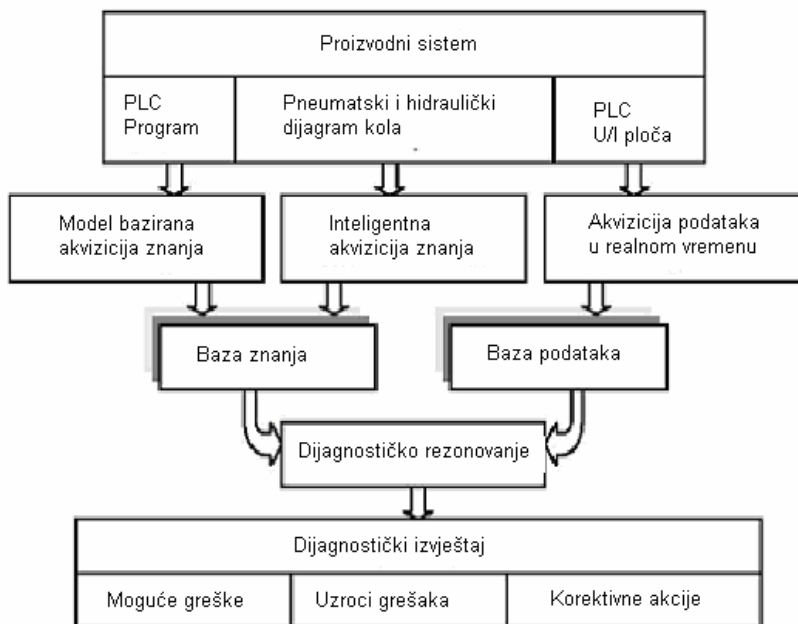 Proizvodni sistem
PLC
Program
Pneumatski i hidraulički
dijagram kola
PLC
U/I ploča
Model bazirana
akvizicija znanja
Inteligentna
akvizicija znanja
Akvizicija podataka
u realnom vremenu
Baza znanja
Baza podataka
Dijagnostičko rezonovanje
Dijagnostički izvještaj
Moguće greške
Uzroci grešaka
Korektivne akcije